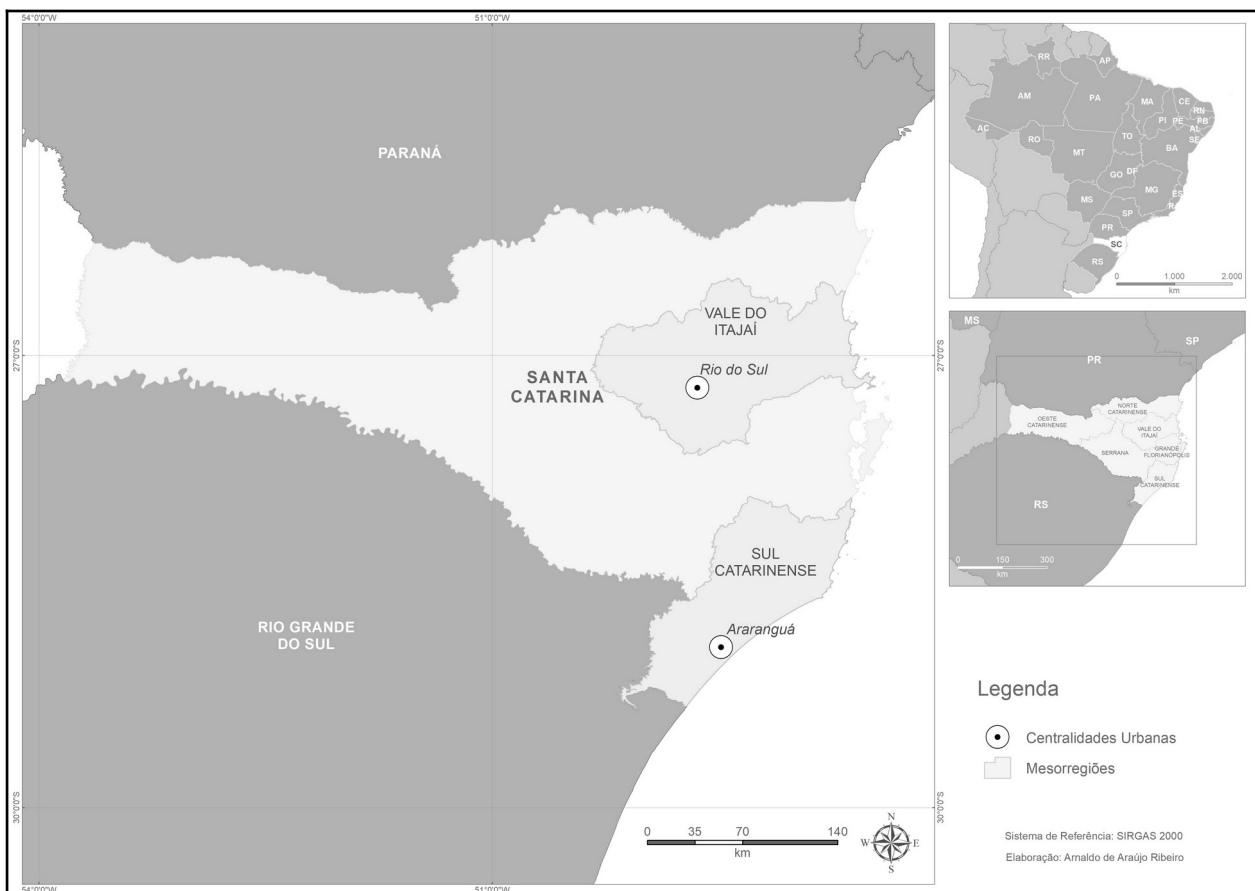 54°0'0"W
51°0'0"W
PARANÁ
VALE DO
ITAJAÍ
27°0'0"S
27°0'0"S
Rio do Sul
SANTA
CATARINA
SUL
CATARINENSE
Araranguá
RIO GRANDE
DO SUL
30°0'0"S
30°0'0"S
0 35 70 140
km
N
W E
S
54°0'0"W
51°0'0"W
RR
AP
AM
PA
MA
CE
RN
PB
PI
PE
AL
SE
AC
RO
TO
BA
MT
GO
DF
MG
ES
MS
SP
PR
SC
RS
0 1.000 2.000
km
MS
SP
PR
NORTE
CATARINENSE
OESTE
CATARINENSE
VALE DO
ITAJAÍ
SERRANA
GRANDE
FLORIANÓPOLIS
SUL
CATARINENSE
RS
0 150 300
km
Legenda
Centralidades Urbanas
Mesorregiões
Sistema de Referência: SIRGAS 2000
Elaboração: Arnaldo de Araújo Ribeiro